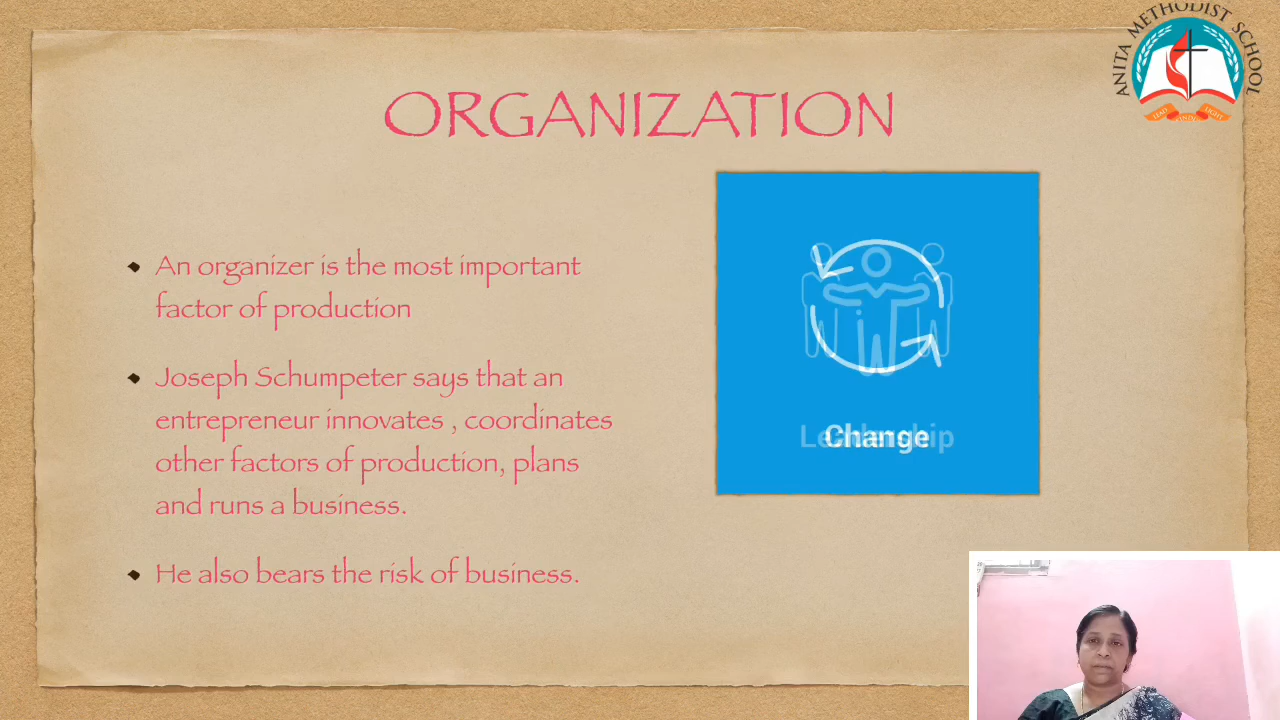 ANITA METHODIST SCHOOL
ORGANIZATION
An organizer is the most important
factor of production
Joseph Schumpeter says that an
entrepreneur innovates , coordinates
other factors of production, plans
and runs a business.
He also bears the risk of business.
Change